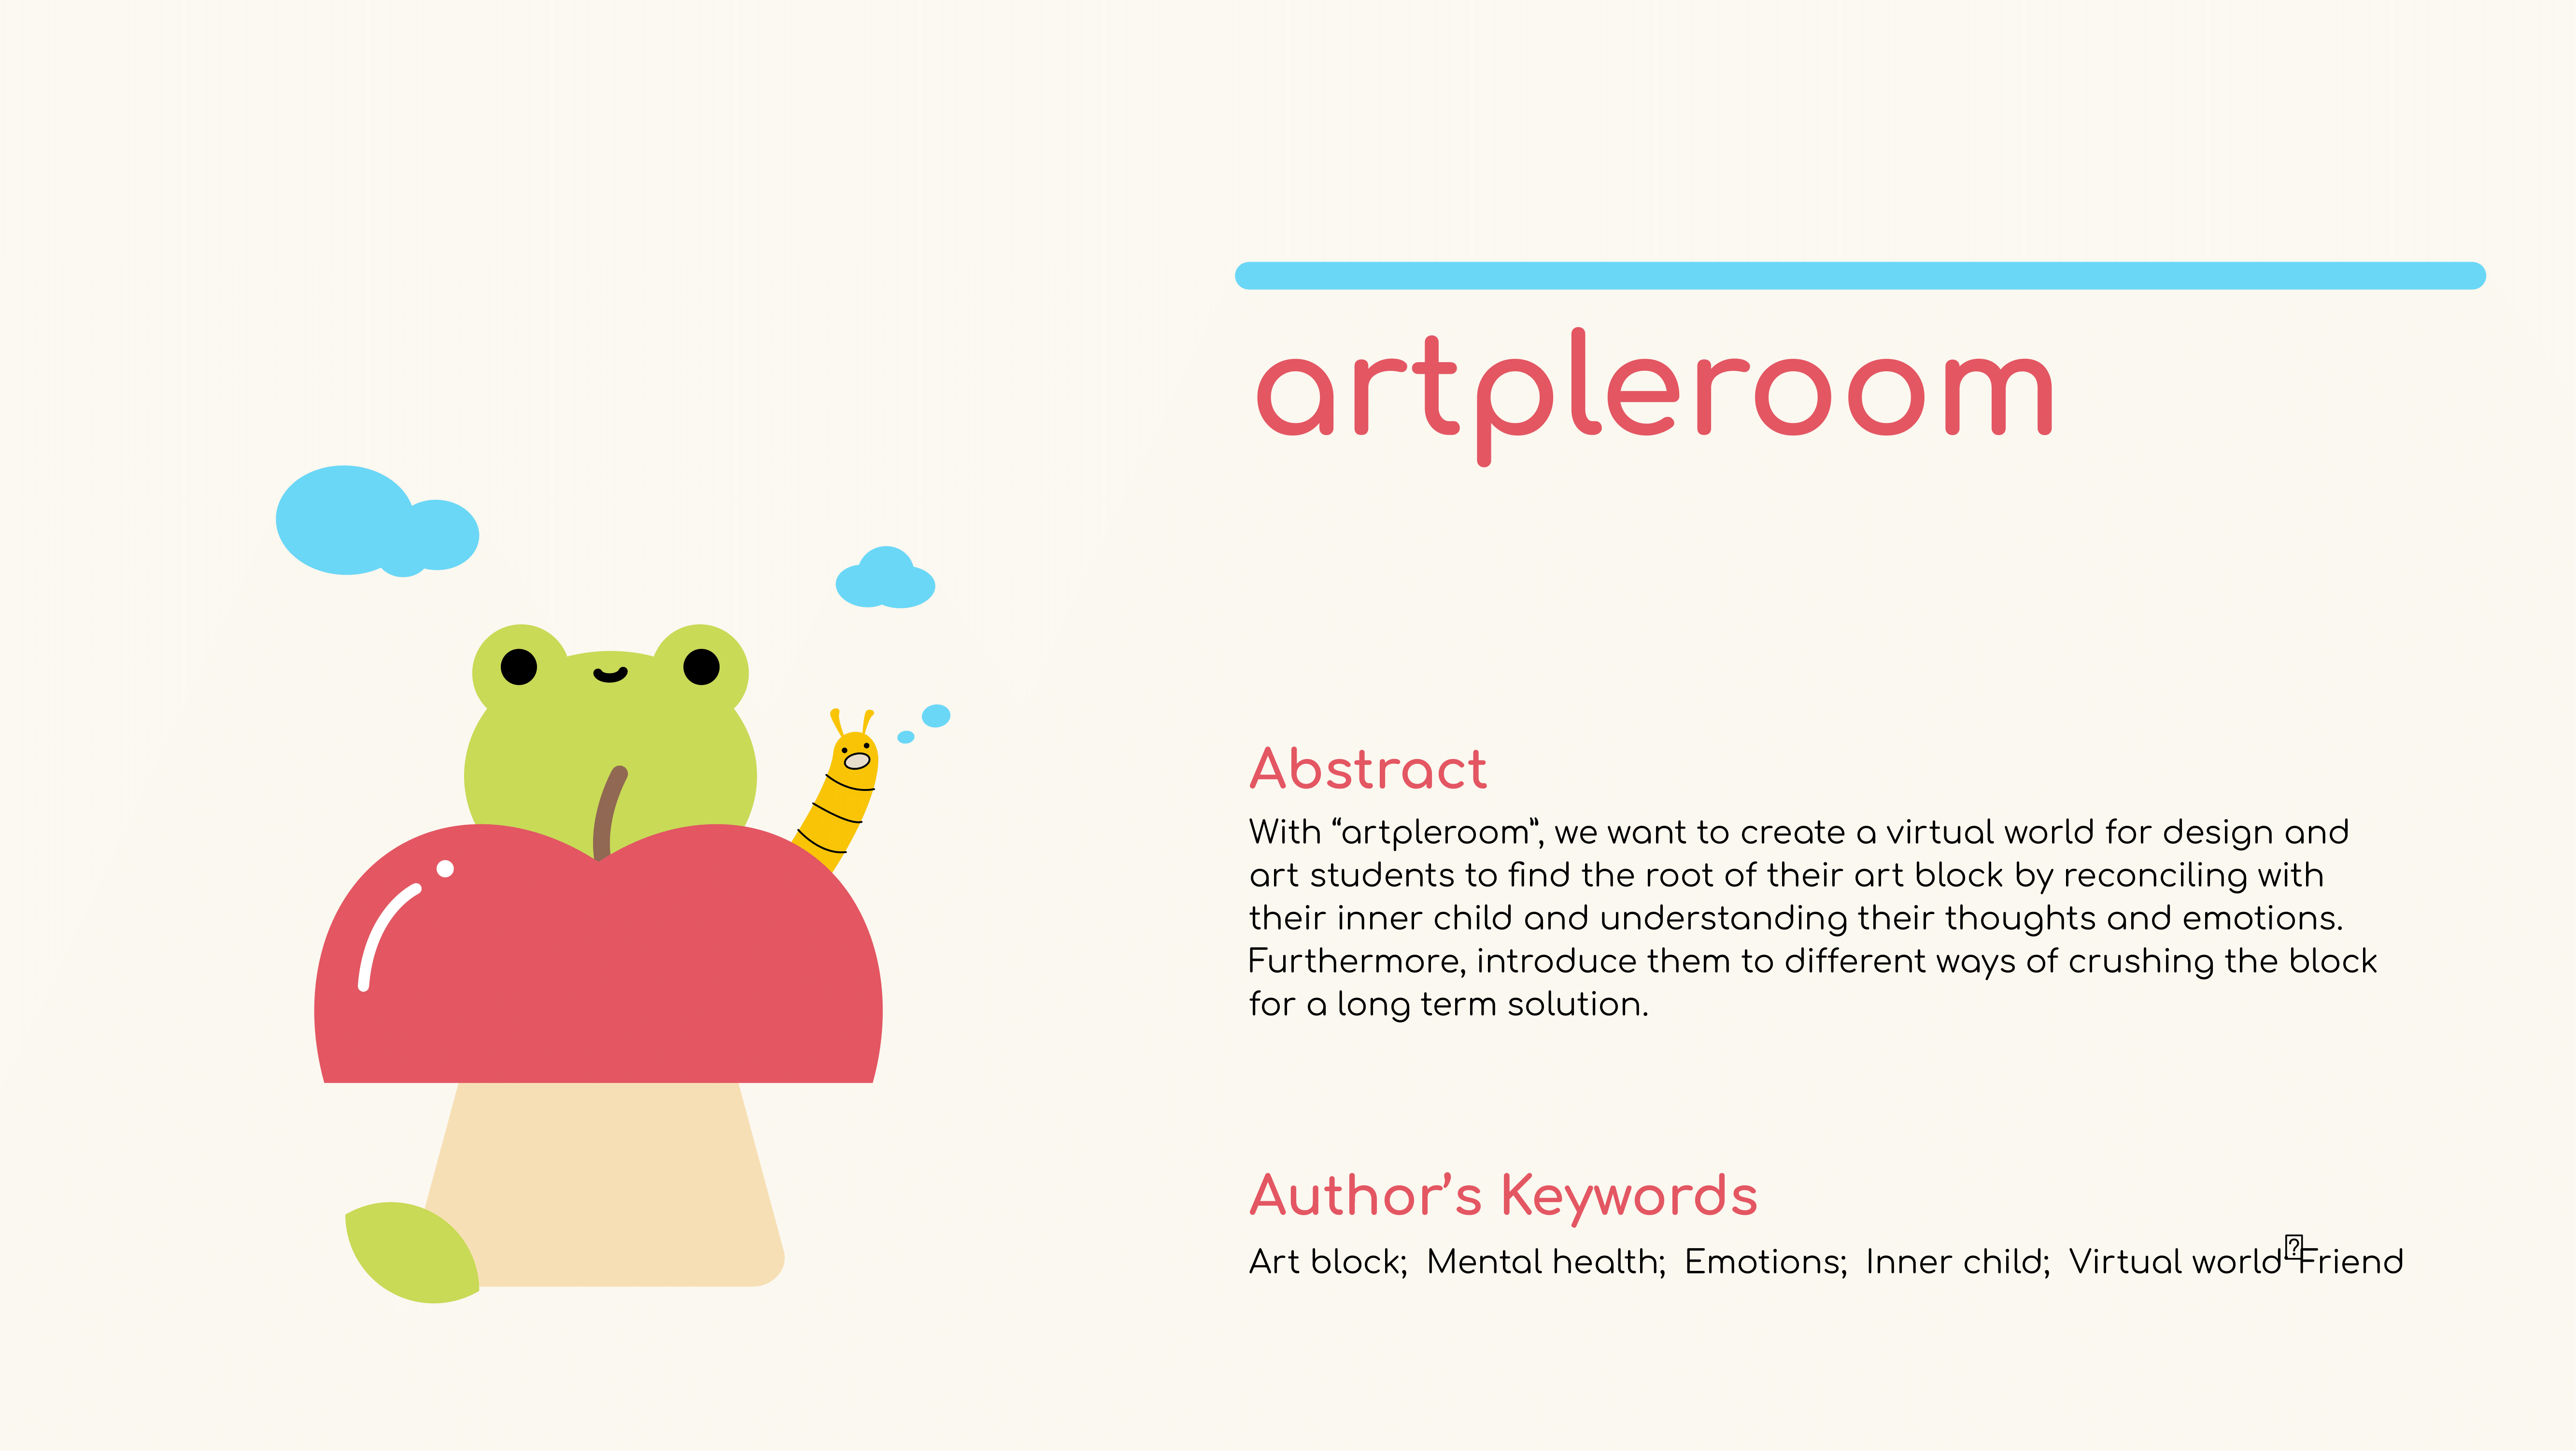 artpleroom
Abstract
With “artpleroom”, we want to create a virtual world for design and
art students to find the root of their art block by reconciling with
their inner child and understanding their thoughts and emotions.
Furthermore, introduce them to different ways of crushing the block
for a long term solution.
Author’s Keywords
Art block;  Mental health;  Emotions;  Inner child;  Virtual world; Friend